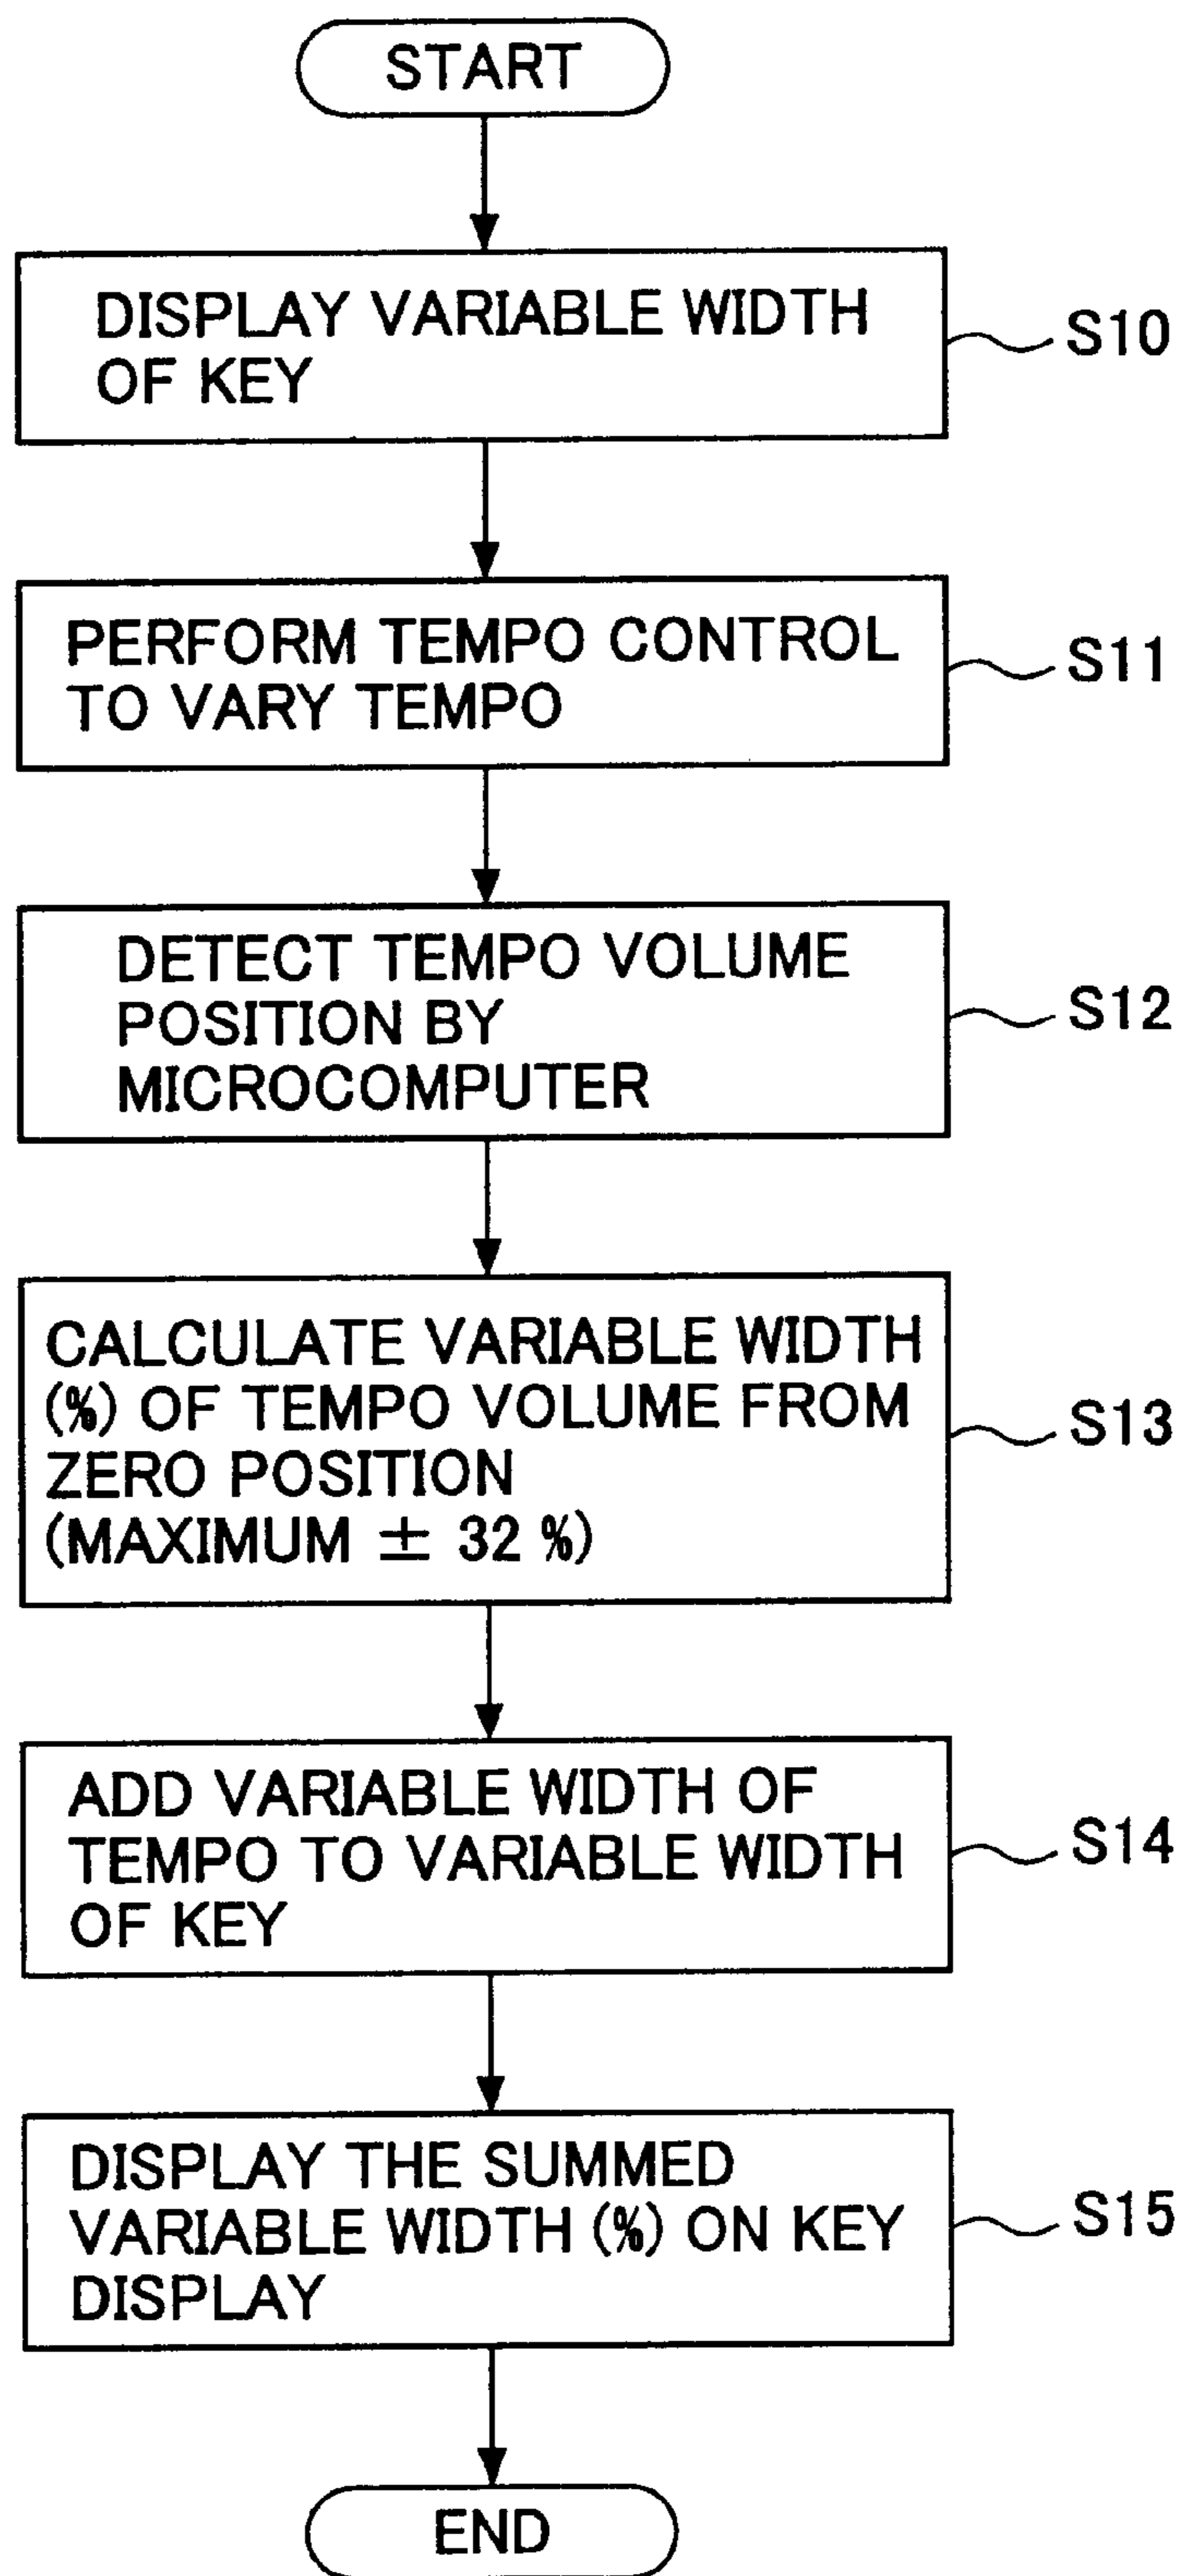 START
DISPLAY VARIABLE WIDTH
OF KEY
S10
PERFORM TEMPO CONTROL
TO VARY TEMPO
S11
DETECT TEMPO VOLUME
POSITION BY
MICROCOMPUTER
S12
CALCULATE VARIABLE WIDTH
(%) OF TEMPO VOLUME FROM
ZERO POSITION
(MAXIMUM ± 32 %)
S13
ADD VARIABLE WIDTH OF
TEMPO TO VARIABLE WIDTH
OF KEY
S14
DISPLAY THE SUMMED
VARIABLE WIDTH (%) ON KEY
DISPLAY
S15
END